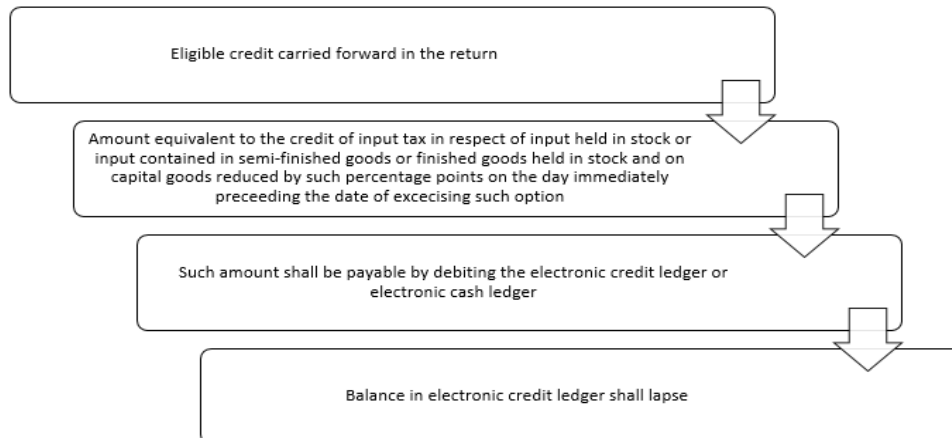 Eligible credit carried forward in the return
Amount equivalent to the credit of input tax in respect of input held in stock or
input contained in semi-finished goods or finished goods held in stock and on
capital goods reduced by such percentage points on the day immediately
preceeding the date of excecising such option
Such amount shall be payable by debiting the electronic credit ledger or
electronic cash ledger
Balance in electronic credit ledger shall lapse